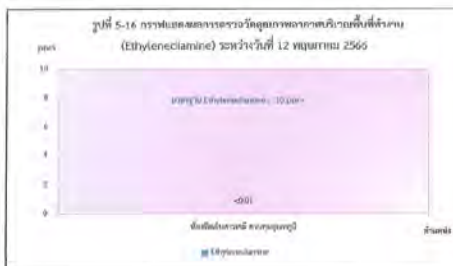 รูปที่ 5-16 กราฟแสดงผลการตรวจวัดคุณภาพอากาศบริเวณพื้นที่ทำงาน
(Ethylenediamine) ระหว่างวันที่ 12 พฤษภาคม 2566
ppm
10
มาตรฐาน Ethylenediamine : 10 ppm
8
6
4
2
<0.01
0
ตำแหน่ง
Ethylenediamine